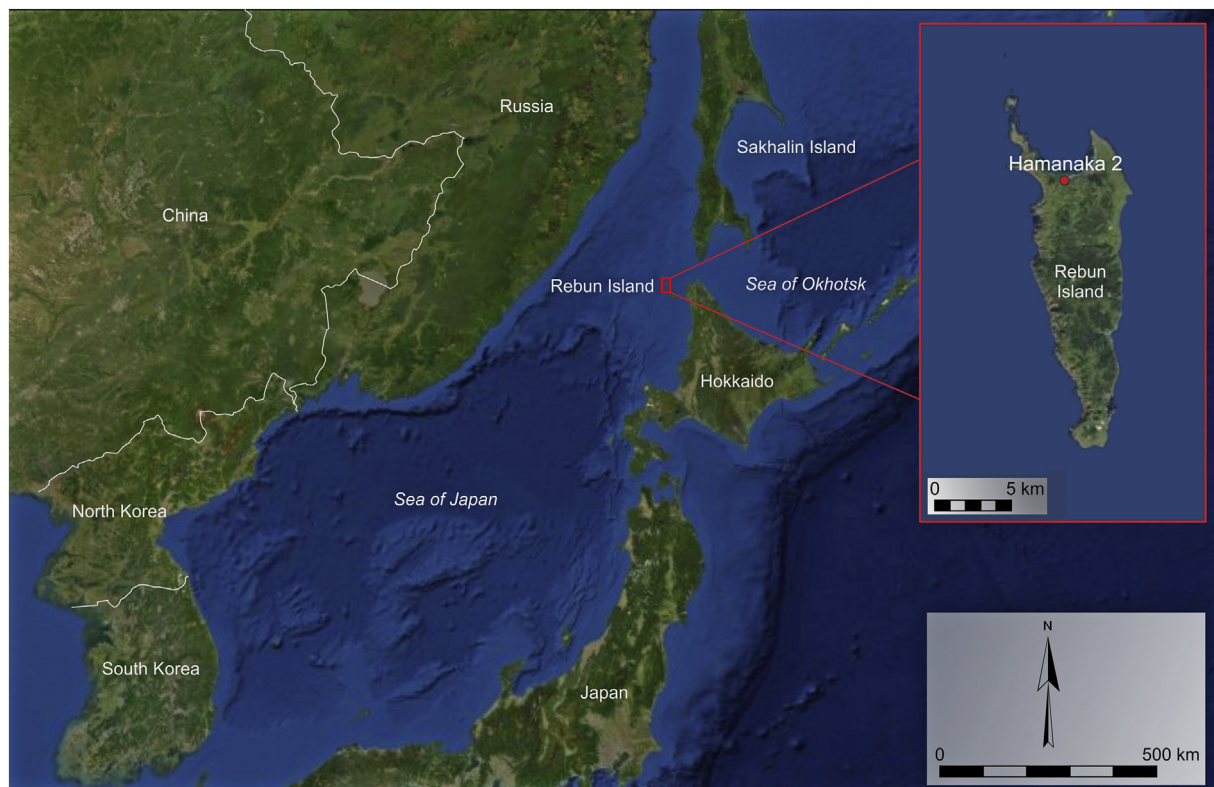 Russia
Sakhalin Island
Hamanaka 2
China
Rebun Island
Sea of Okhotsk
Rebun
Island
Hokkaido
0 5 km
Sea of Japan
North Korea
N
South Korea
Japan
0 500 km